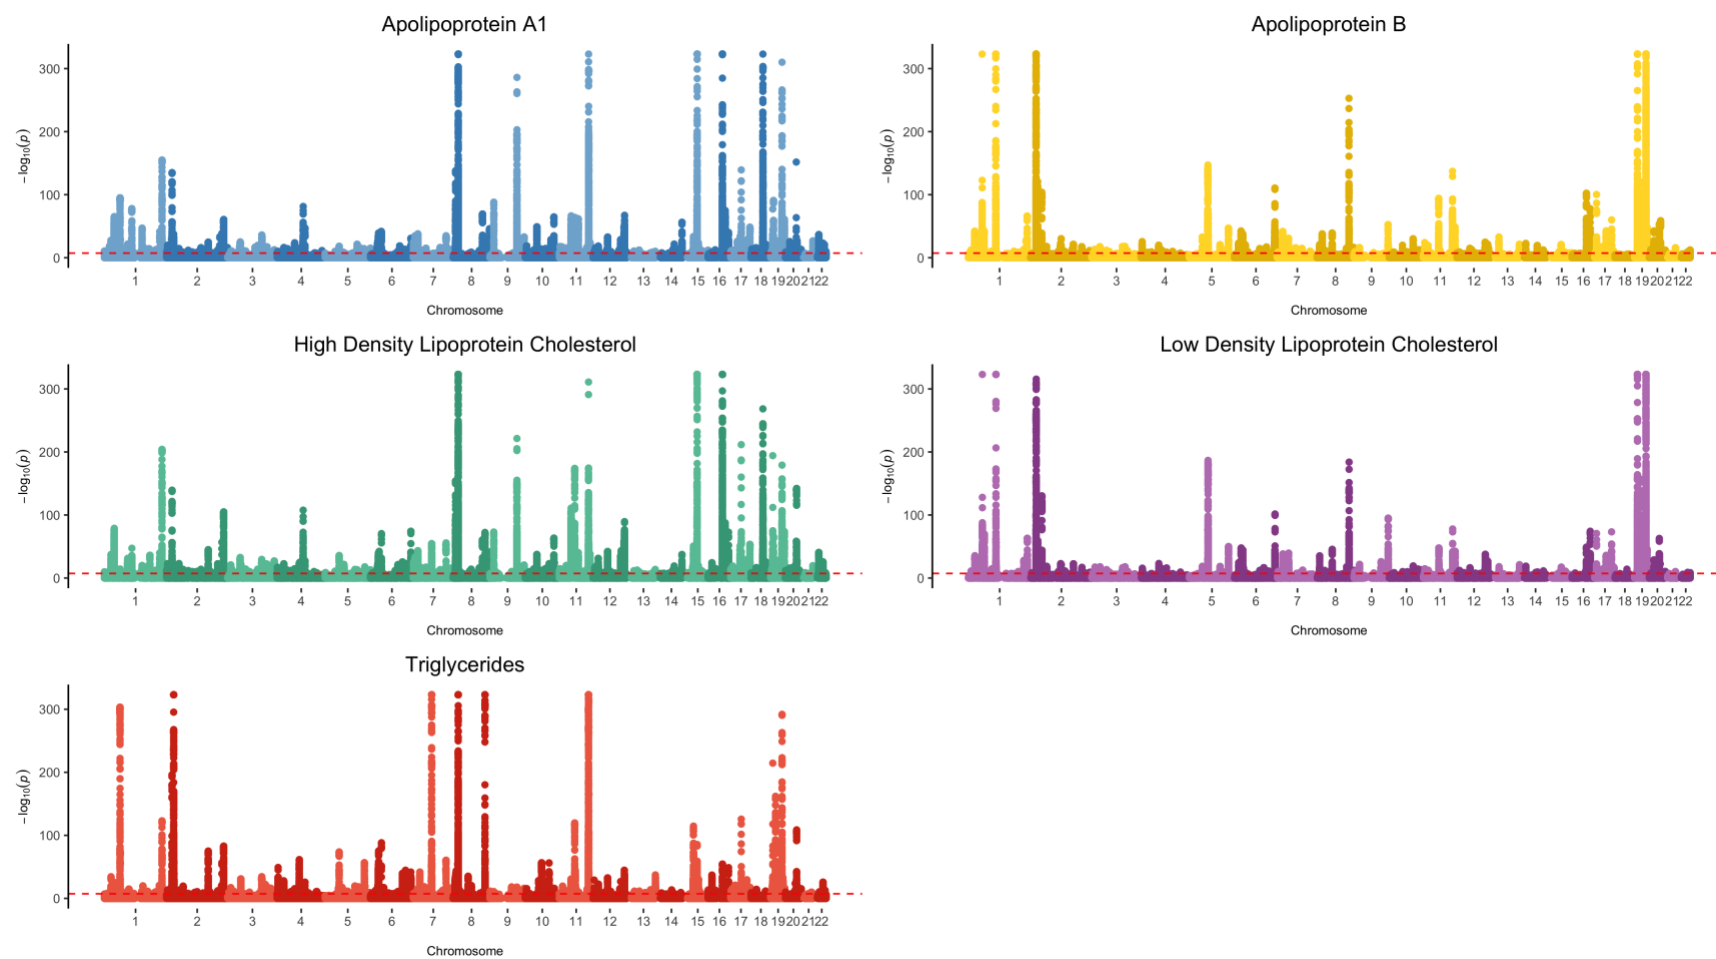 Apolipoprotein A1
300
200
100
0
−log10(p)
1 2 3 4 5 6 7 8 9 10 11 12 13 14 15 16 17 18 19 20 21 22
Chromosome
Apolipoprotein B
300
200
100
0
−log10(p)
1 2 3 4 5 6 7 8 9 10 11 12 13 14 15 16 17 18 19 20 21 22
Chromosome
High Density Lipoprotein Cholesterol
300
200
100
0
−log10(p)
1 2 3 4 5 6 7 8 9 10 11 12 13 14 15 16 17 18 19 20 21 22
Chromosome
Low Density Lipoprotein Cholesterol
300
200
100
0
−log10(p)
1 2 3 4 5 6 7 8 9 10 11 12 13 14 15 16 17 18 19 20 21 22
Chromosome
Triglycerides
300
200
100
0
−log10(p)
1 2 3 4 5 6 7 8 9 10 11 12 13 14 15 16 17 18 19 20 21 22
Chromosome